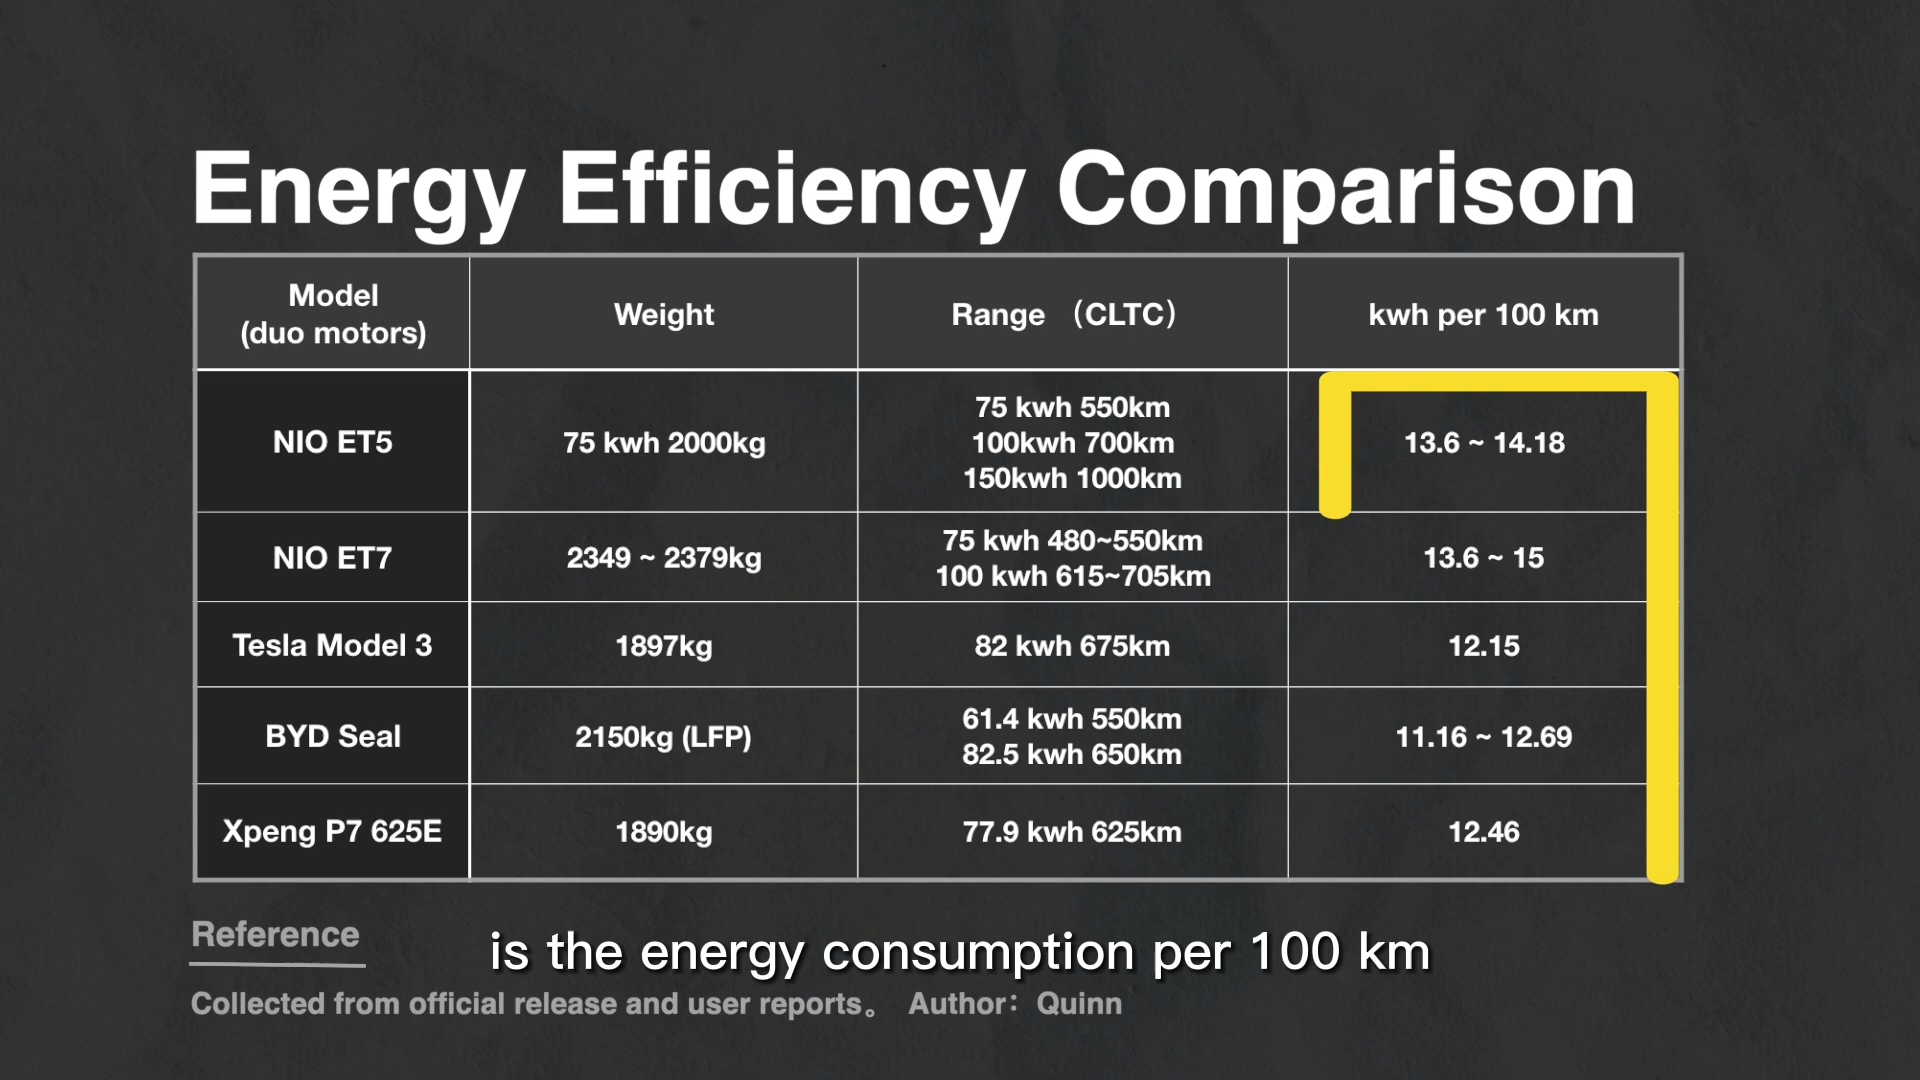 Energy Efficiency Comparison
Model
(duo motors)
Weight
Range （CLTC）
kwh per 100 km
NIO ET5
75 kwh 2000kg
75 kwh 550km
100kwh 700km
150kwh 1000km
13.6 ~ 14.18
NIO ET7
2349 ~ 2379kg
75 kwh 480~550km
100 kwh 615~705km
13.6 ~ 15
Tesla Model 3
1897kg
82 kwh 675km
12.15
BYD Seal
2150kg (LFP)
61.4 kwh 550km
82.5 kwh 650km
11.16 ~ 12.69
Xpeng P7 625E
1890kg
77.9 kwh 625km
12.46
Reference
is the energy consumption per 100 km
Collected from official release and user reports。 Author：Quinn